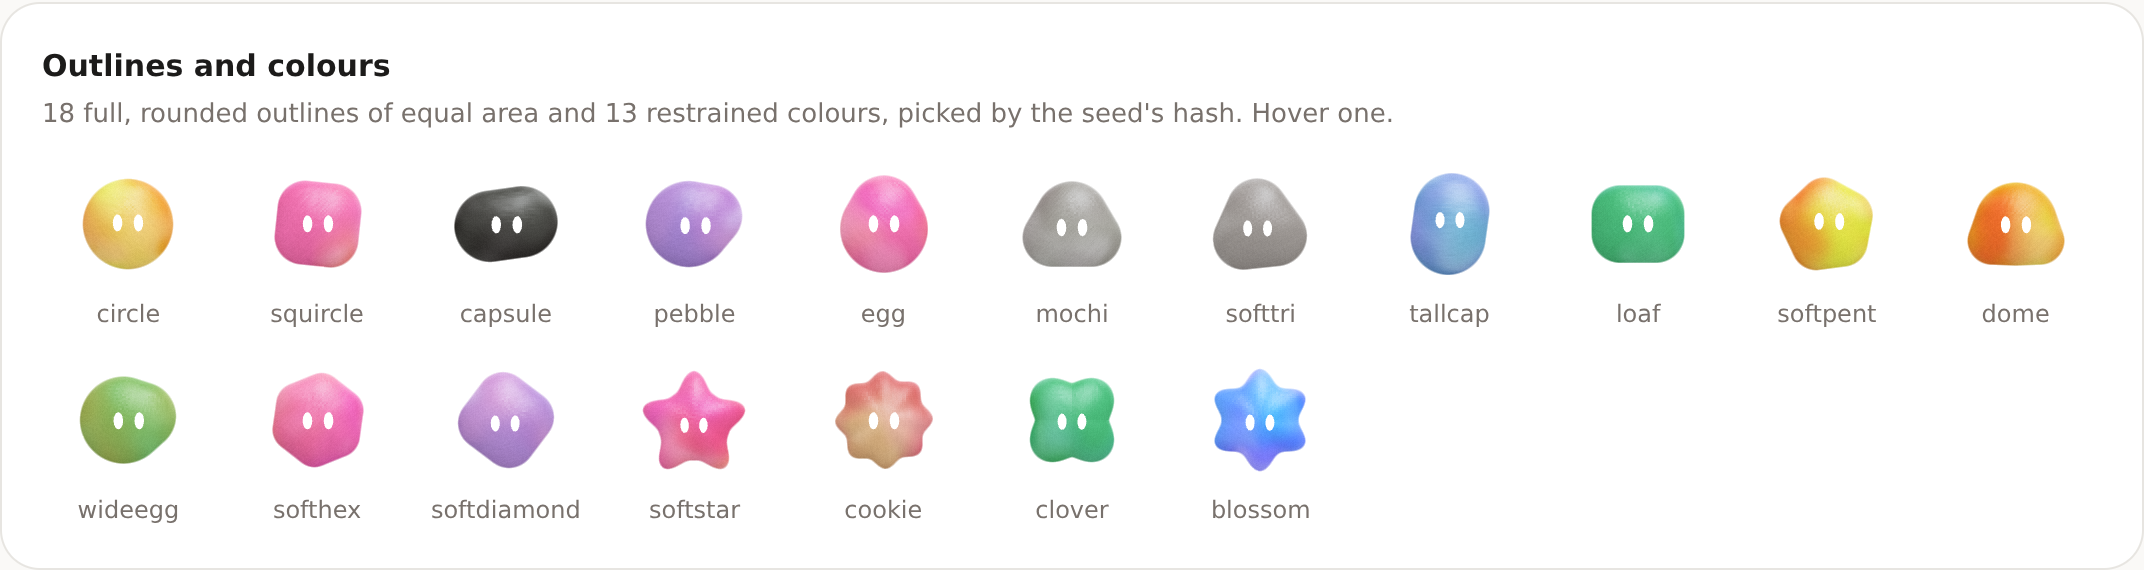 Outlines and colours
18 full, rounded outlines of equal area and 13 restrained colours, picked by the seed's hash. Hover one.
circle squircle capsule pebble egg mochi softtri tallcap loaf softpent dome
wideegg softhex softdiamond softstar cookie clover blossom